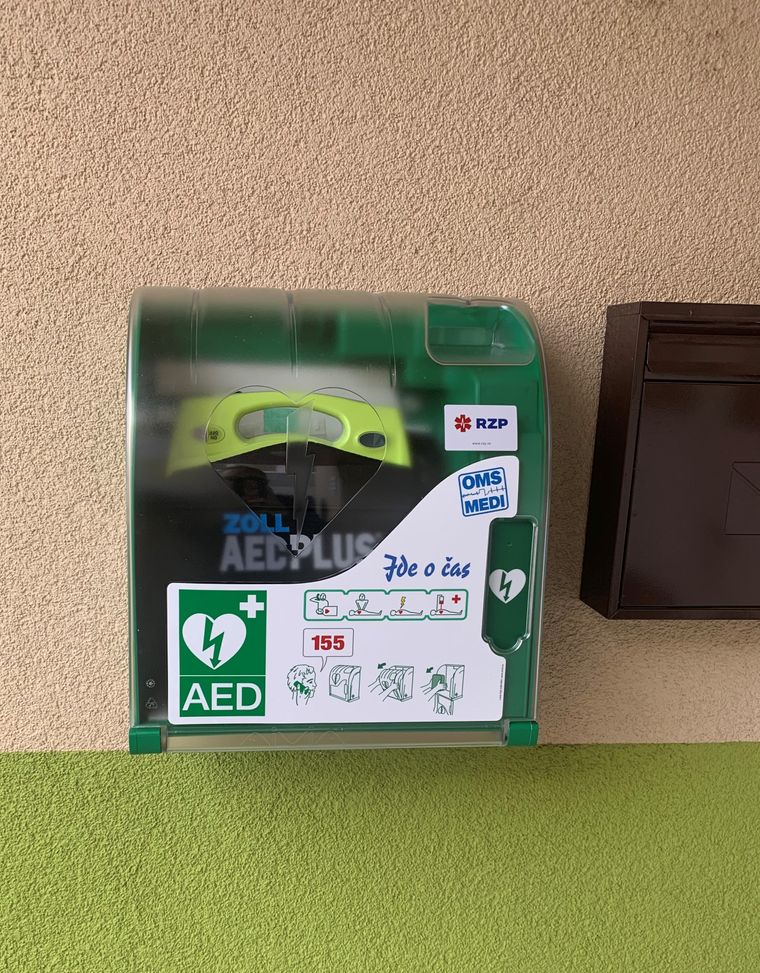 RZP
OMS
MEDI
ZOLL
AED PLUS
Jde o čas
155
AED